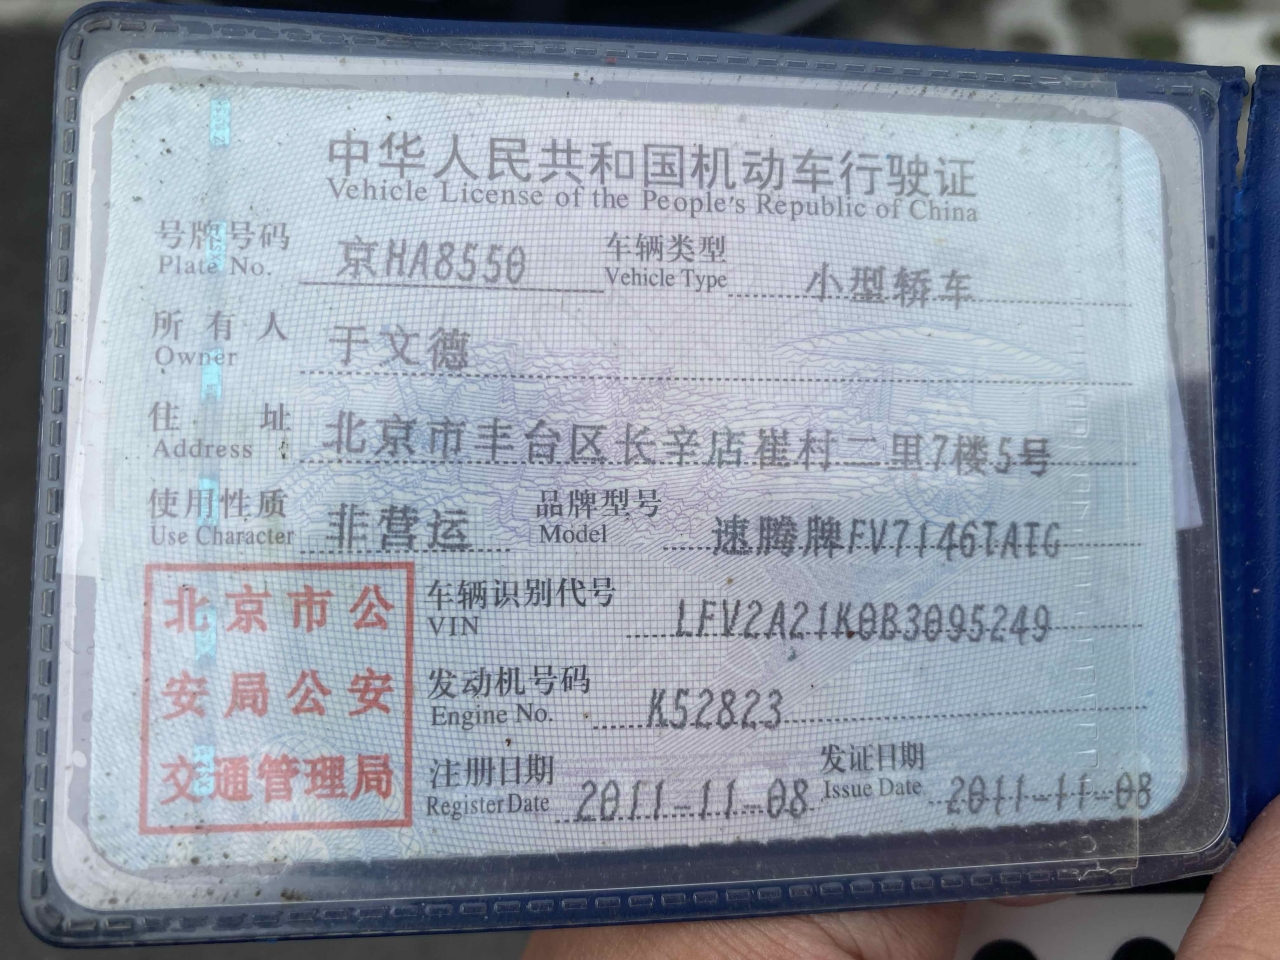 中华人民共和国机动车行驶证
Vehicle License of the People's Republic of China
号牌号码 京HA8550 车辆类型 小型轿车
Plate No. Vehicle Type
所有人 于文德
Owner
住址 北京市丰台区长辛店崔村二里7楼5号
Address
使用性质 非营运 品牌型号 速腾牌FV7146TATG
Use Character Model
车辆识别代号 LFV2A21K0B3095249
VIN
发动机号码 K52823
Engine No.
注册日期 2011-11-08 发证日期 2011-11-08
Register Date Issue Date
北京市公
安局公安
交通管理局